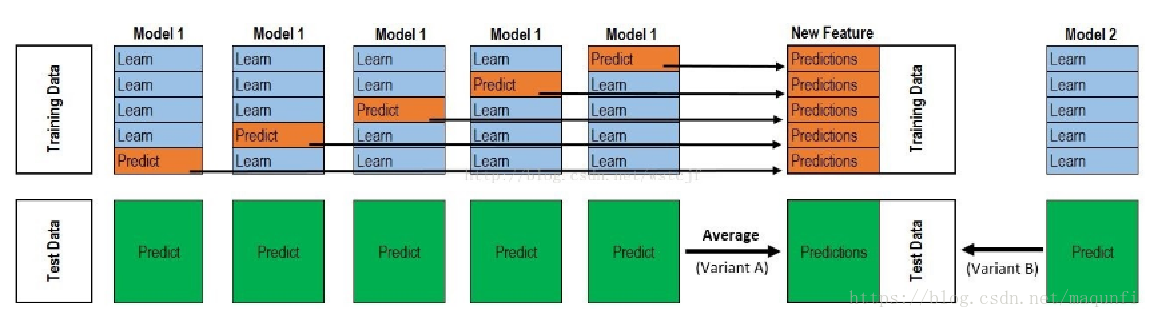 Model 1 Model 1 Model 1 Model 1 Model 1 New Feature Model 2
Training Data
Learn Learn Learn Learn Predict Predictions Learn
Learn Learn Learn Predict Learn Predictions Learn
Learn Learn Predict Learn Learn Predictions Learn
Learn Predict Learn Learn Learn Predictions Learn
Predict Learn Learn Learn Learn Predictions Learn
Training Data
Test Data
Predict Predict Predict Predict Predict
Average
(Variant A)
Predictions
Test Data
(Variant B)
Predict
https://blog.csdn.net/maqunfi